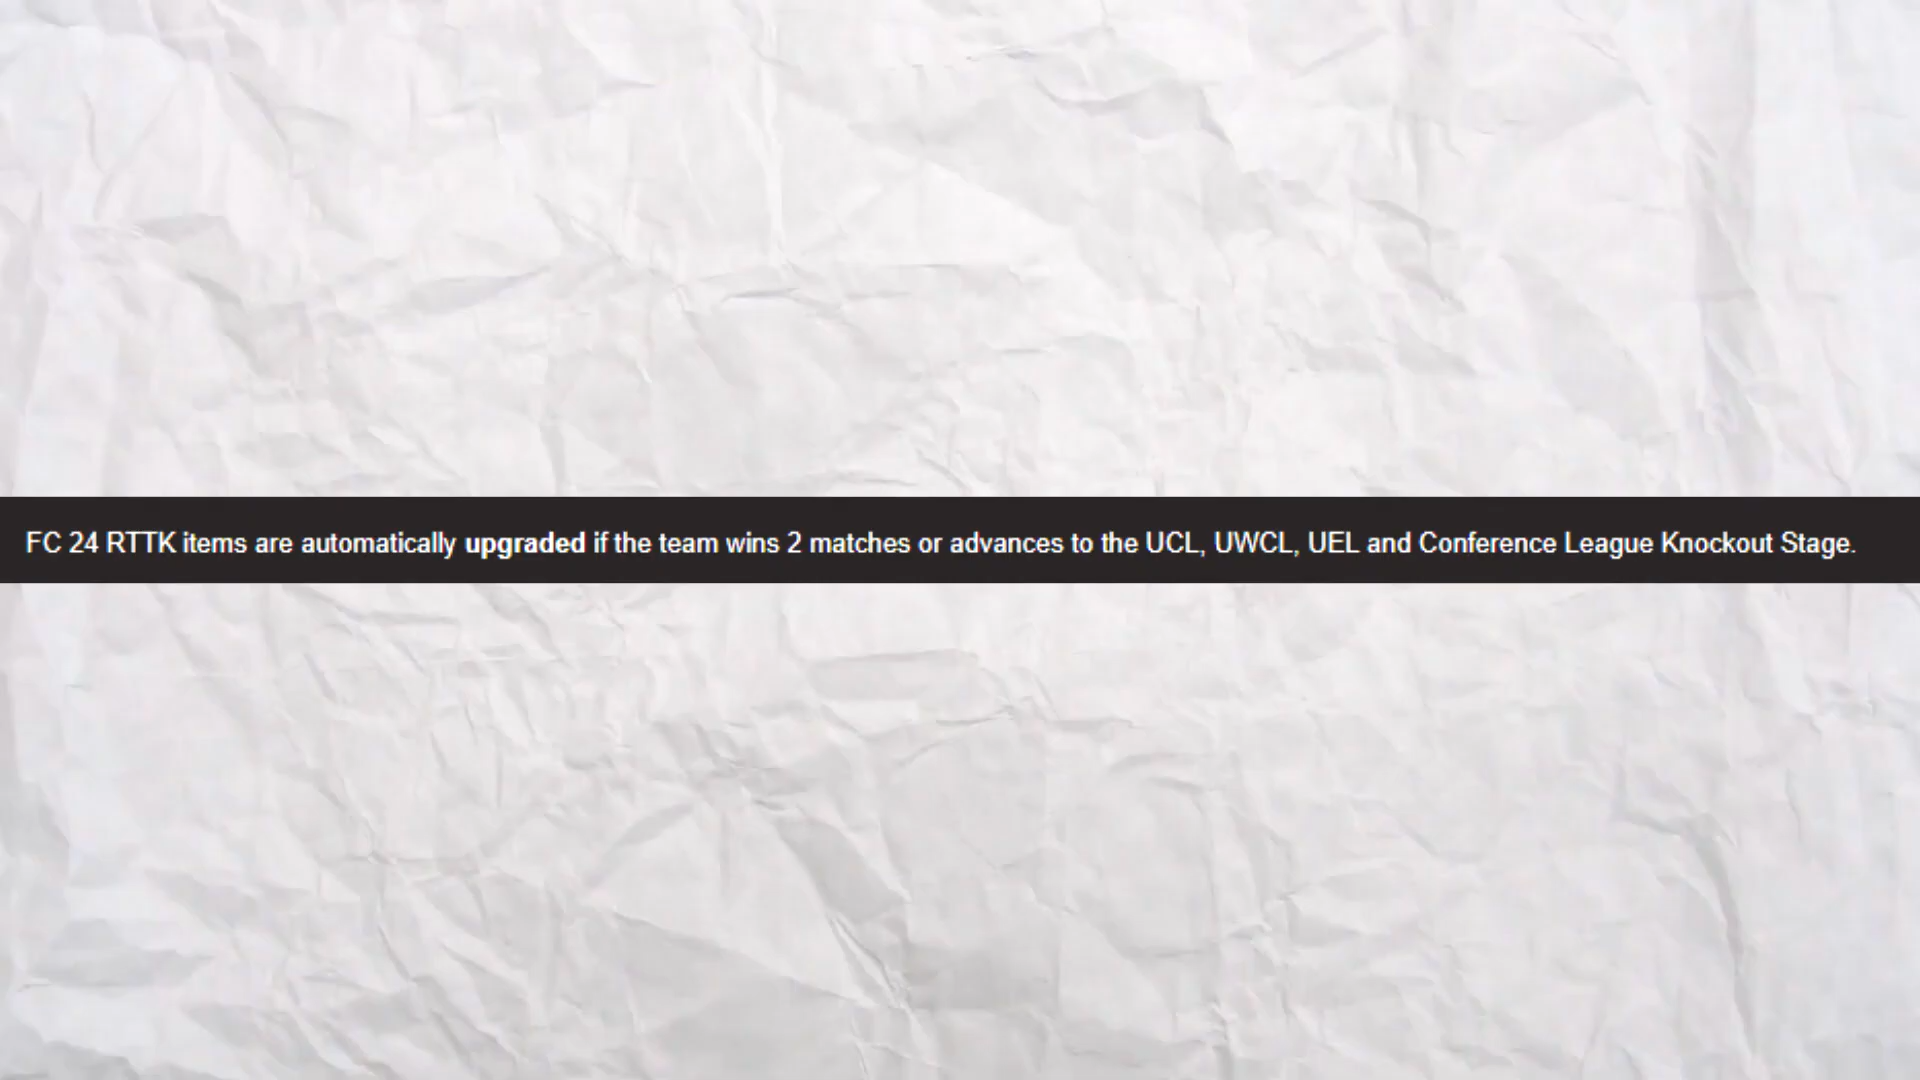 FC 24 RTTK items are automatically upgraded if the team wins 2 matches or advances to the UCL, UWCL, UEL and Conference League Knockout Stage.